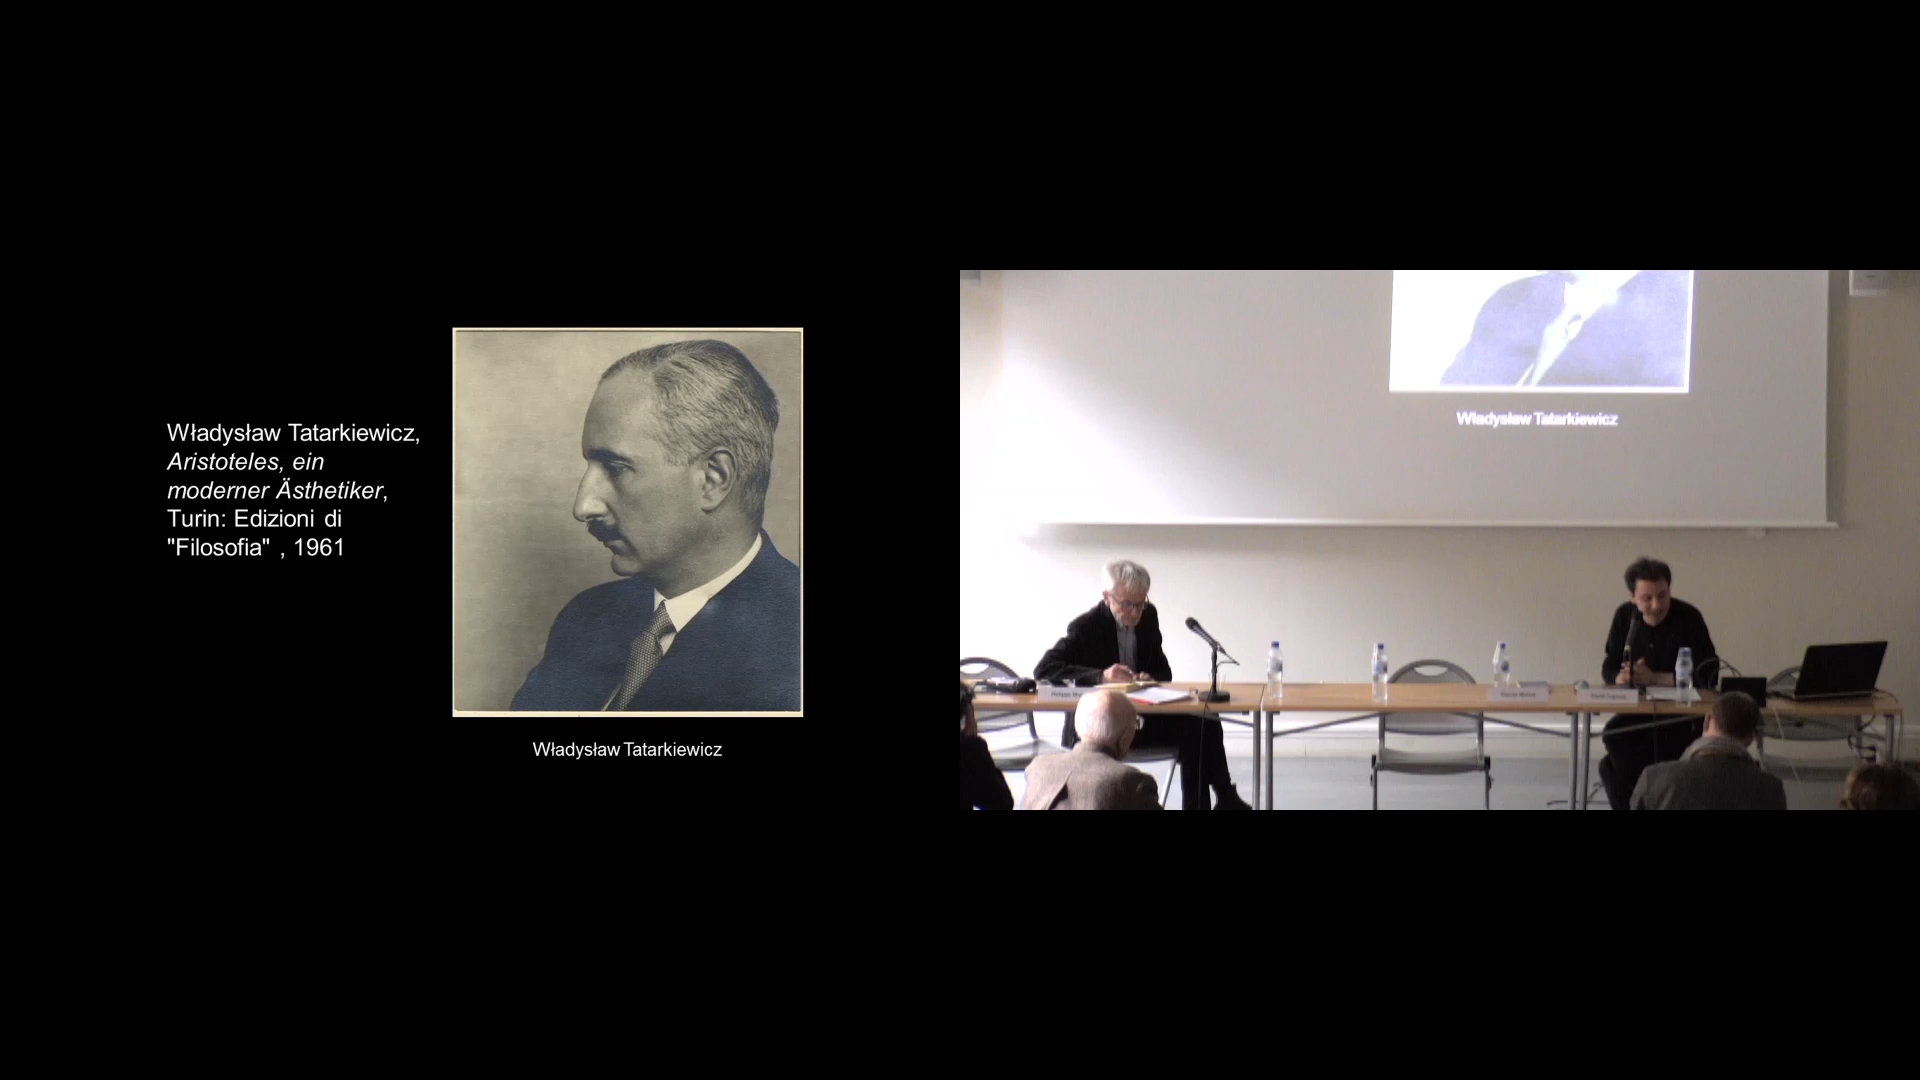 Władysław Tatarkiewicz,
Aristoteles, ein
moderner Ästhetiker,
Turin: Edizioni di
"Filosofia" , 1961
Władysław Tatarkiewicz
Władysław Tatarkiewicz